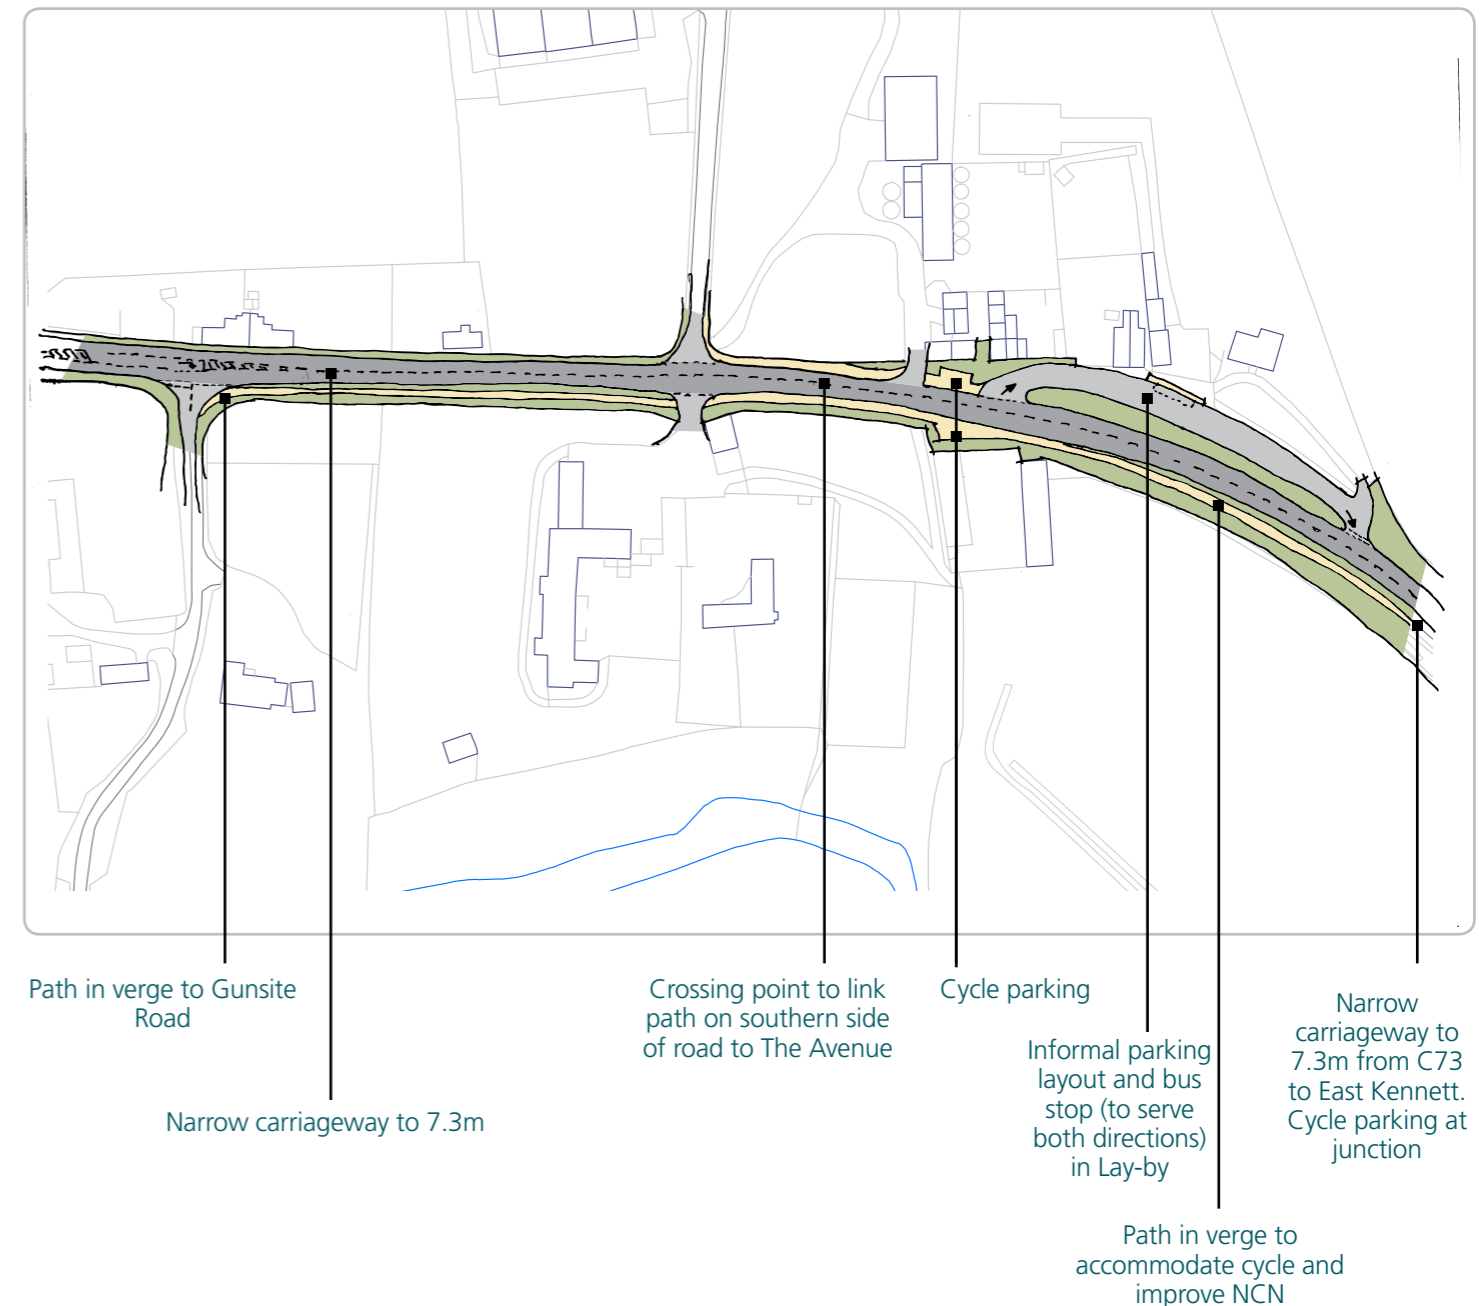 Path in verge to Gunsite
Road
Narrow carriageway to 7.3m
Crossing point to link
path on southern side
of road to The Avenue
Cycle parking
Informal parking
layout and bus
stop (to serve
both directions)
in Lay-by
Path in verge to
accommodate cycle and
improve NCN
Narrow
carriageway to
7.3m from C73
to East Kennett.
Cycle parking at
junction